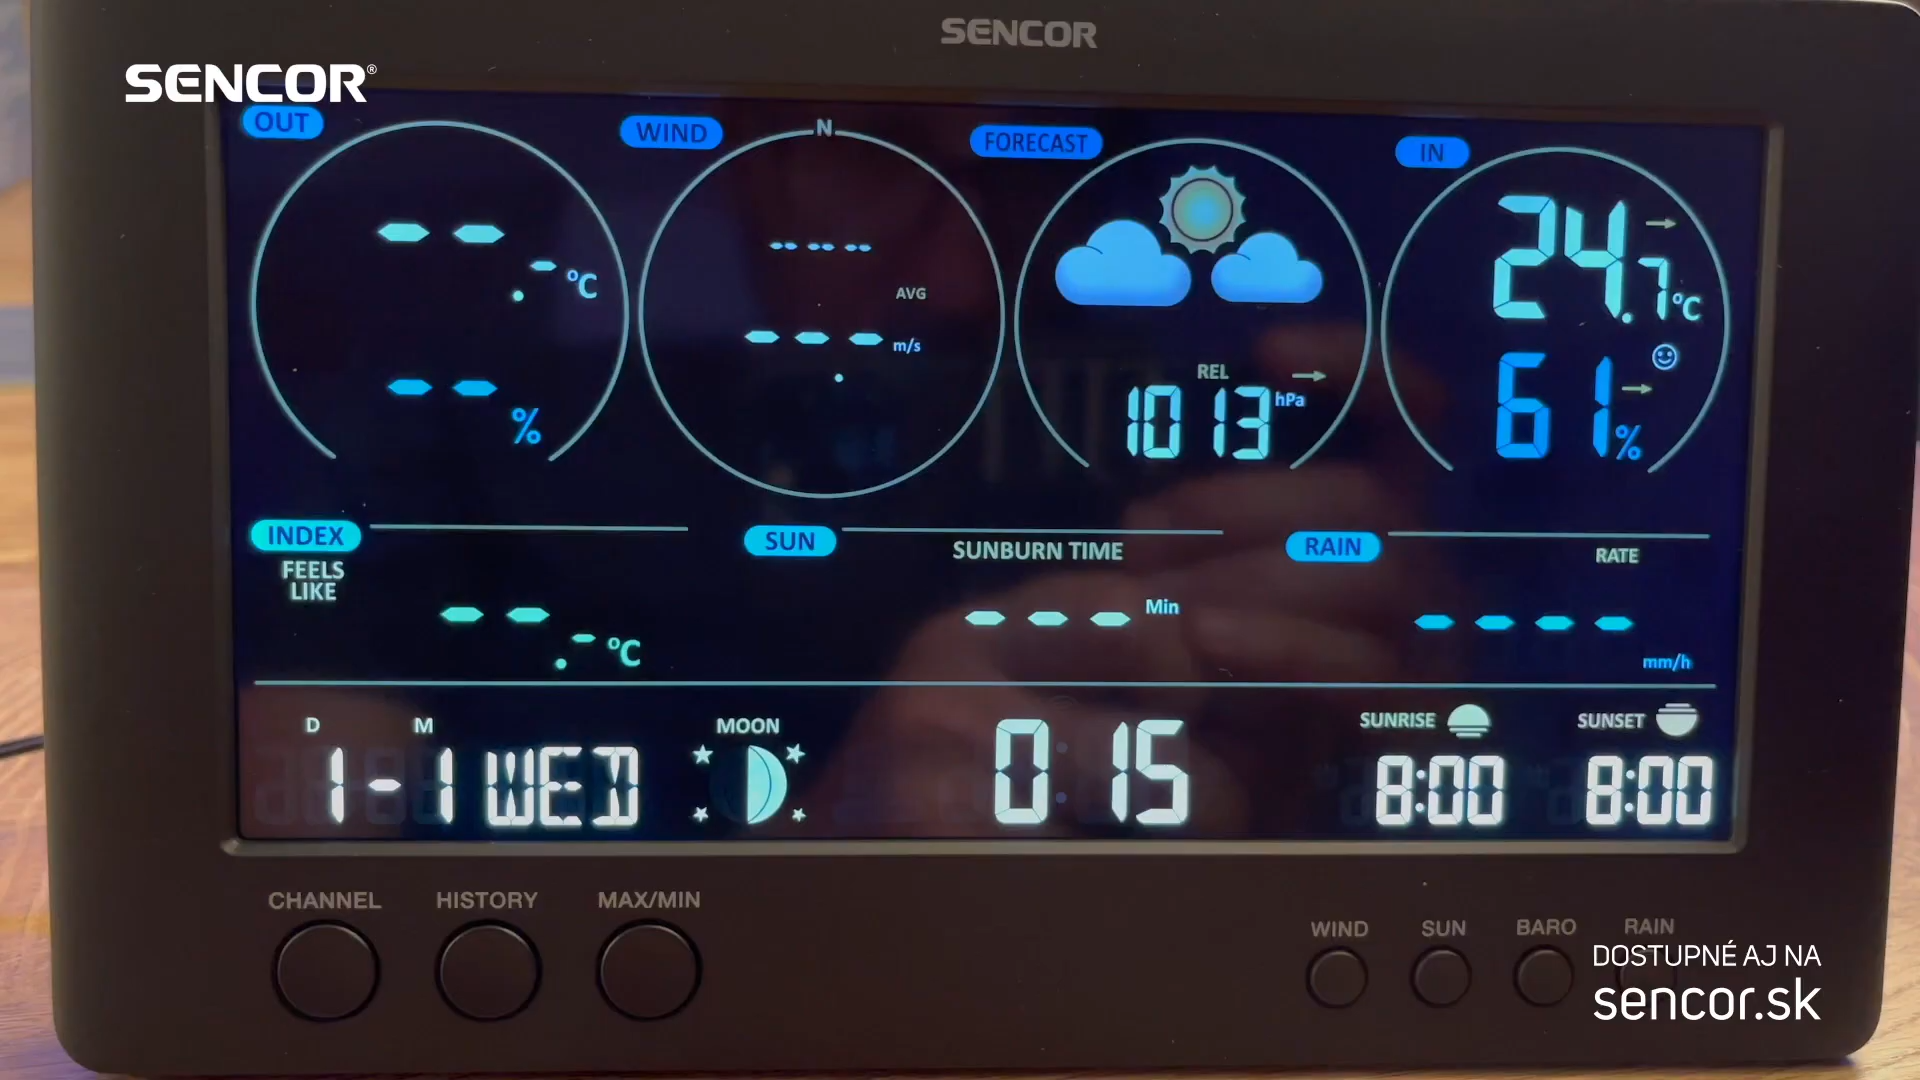 SENCOR
SENCOR®
OUT
WIND
N
FORECAST
IN
-- . - °C
--- 
AVG
--- . m/s
24.7 °C
REL
1013 hPa
-- %
61 %
INDEX
FEELS
LIKE
-- . - °C
SUN
SUNBURN TIME
--- Min
RAIN
RATE
----
mm/h
D M
1-1 WED
MOON
0:15
SUNRISE
8:00
SUNSET
8:00
CHANNEL
HISTORY
MAX/MIN
WIND
SUN
BARO
RAIN
DOSTUPNÉ AJ NA
sencor.sk